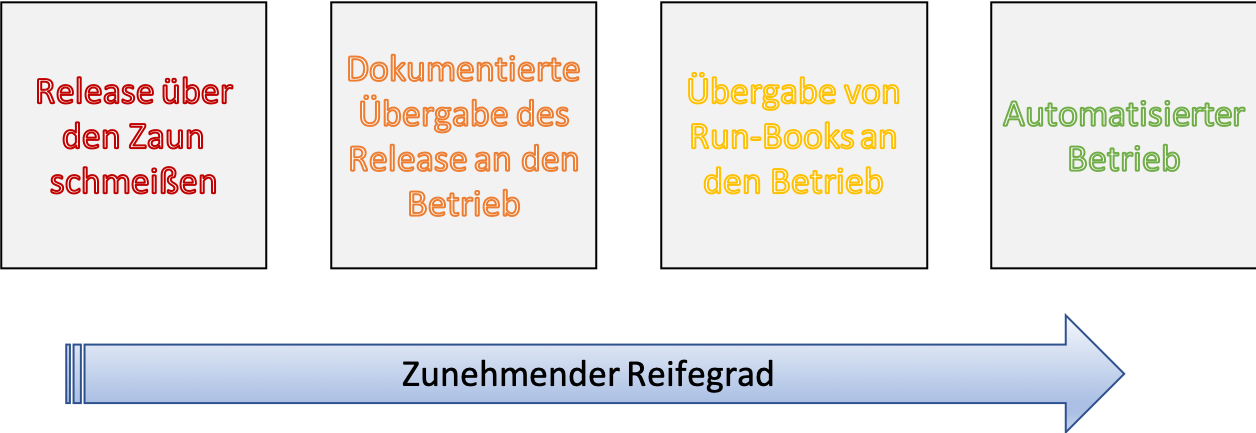 Release über
den Zaun
schmeißen
Dokumentierte
Übergabe des
Release an den
Betrieb
Übergabe von
Run-Books an
den Betrieb
Automatisierter
Betrieb
Zunehmender Reifegrad